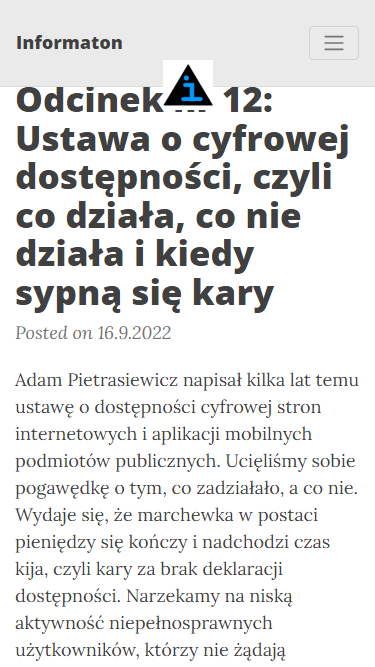 Informaton
Odcinek 12:
Ustawa o cyfrowej
dostępności, czyli
co działa, co nie
działa i kiedy
sypną się kary
Posted on 16.9.2022
Adam Pietrasiewicz napisał kilka lat temu
ustawę o dostępności cyfrowej stron
internetowych i aplikacji mobilnych
podmiotów publicznych. Ucięliśmy sobie
pogawędkę o tym, co zadziałało, a co nie.
Wydaje się, że marchewka w postaci
pieniędzy się kończy i nadchodzi czas
kija, czyli kary za brak deklaracji
dostępności. Narzekamy na niską
aktywność niepełnosprawnych
użytkowników, którzy nie żądają